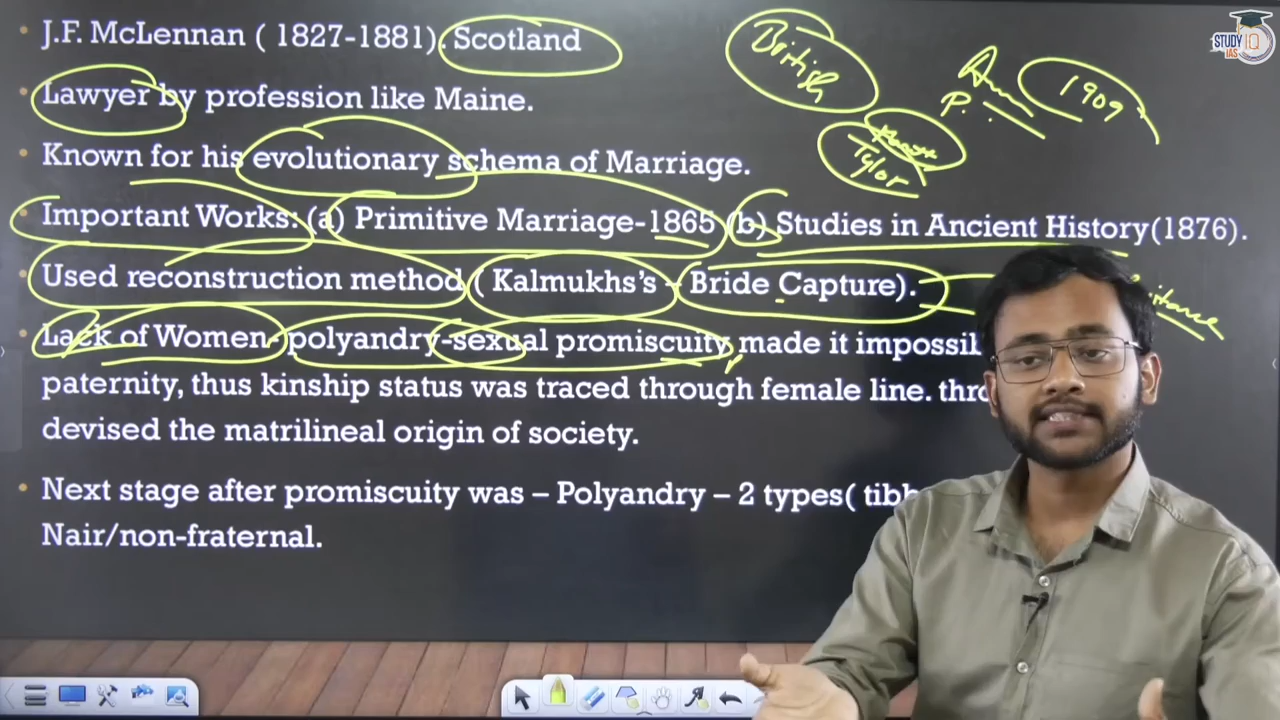 • J.F. McLennan ( 1827-1881). Scotland
• Lawyer by profession like Maine.
• Known for his evolutionary schema of Marriage.
• Important Works: (a) Primitive Marriage-1865 (b) Studies in Ancient History(1876).
• Used reconstruction method ( Kalmukhs's - Bride Capture).
• Lack of Women- polyandry-sexual promiscuity, made it
paternity, thus kinship status was traced through female line.
devised the matrilineal origin of society.
• Next stage after promiscuity was – Polyandry – 2 types(
Nair/non-fraternal.
British
P.
1909
Tylor
STUDY IQ
IAS